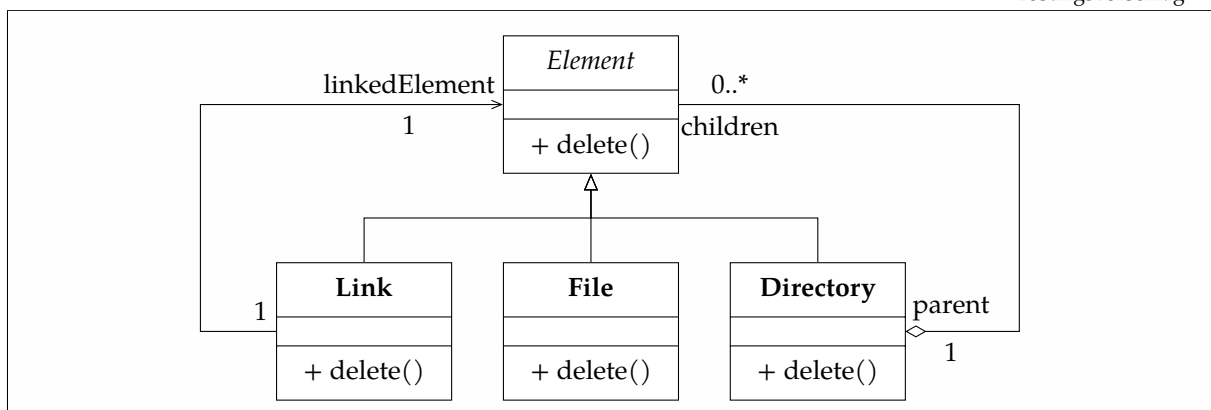 Element
linkedElement
0..*
1
children
+ delete()
Link
File
Directory
1
parent
1
+ delete()
+ delete()
+ delete()